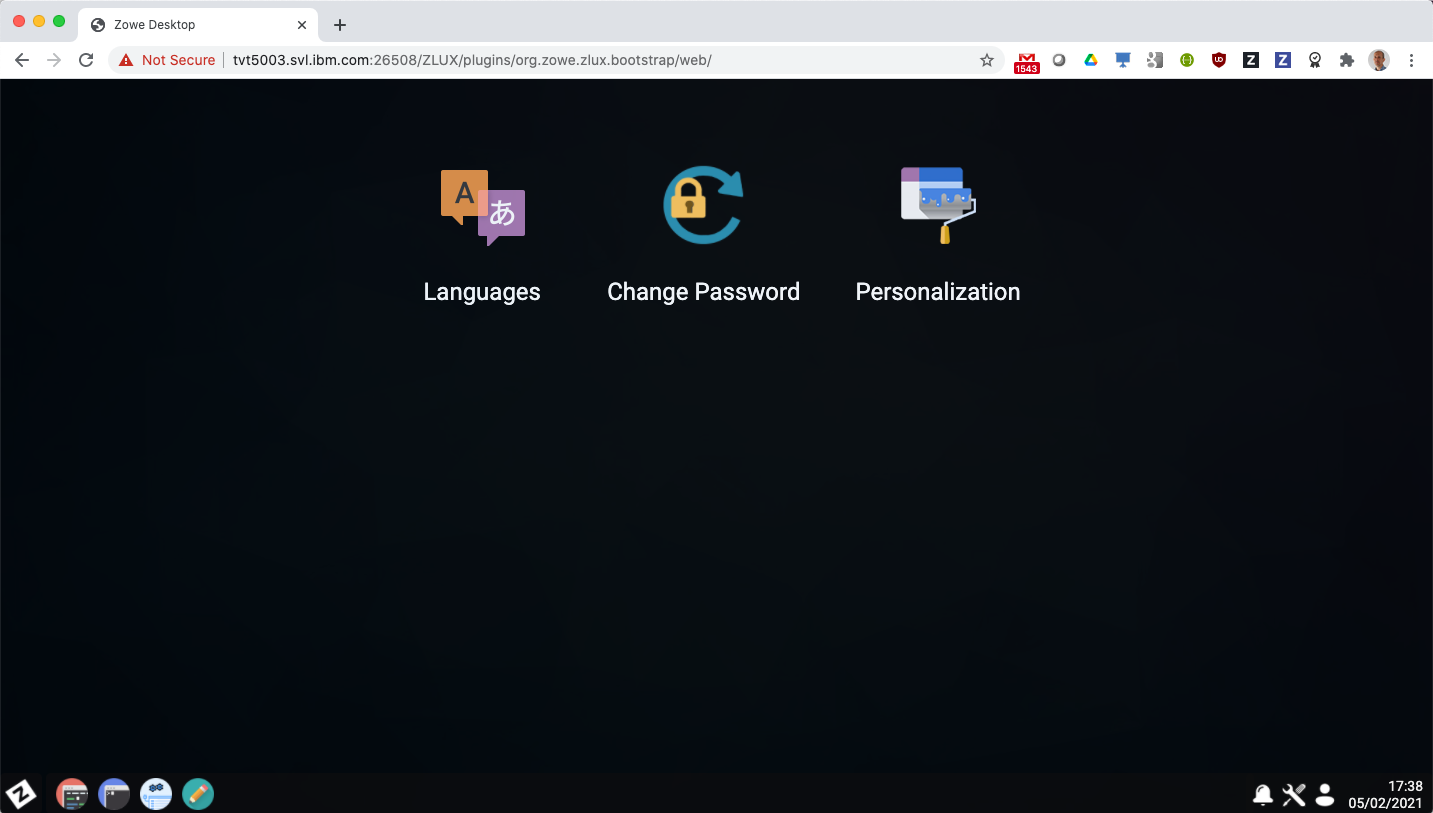 Zowe Desktop
Not Secure
tvt5003.svl.ibm.com:26508/ZLUX/plugins/org.zowe.zlux.bootstrap/web/
1543
Z
Z
A
あ
Languages
Change Password
Personalization
Z
17:38
05/02/2021